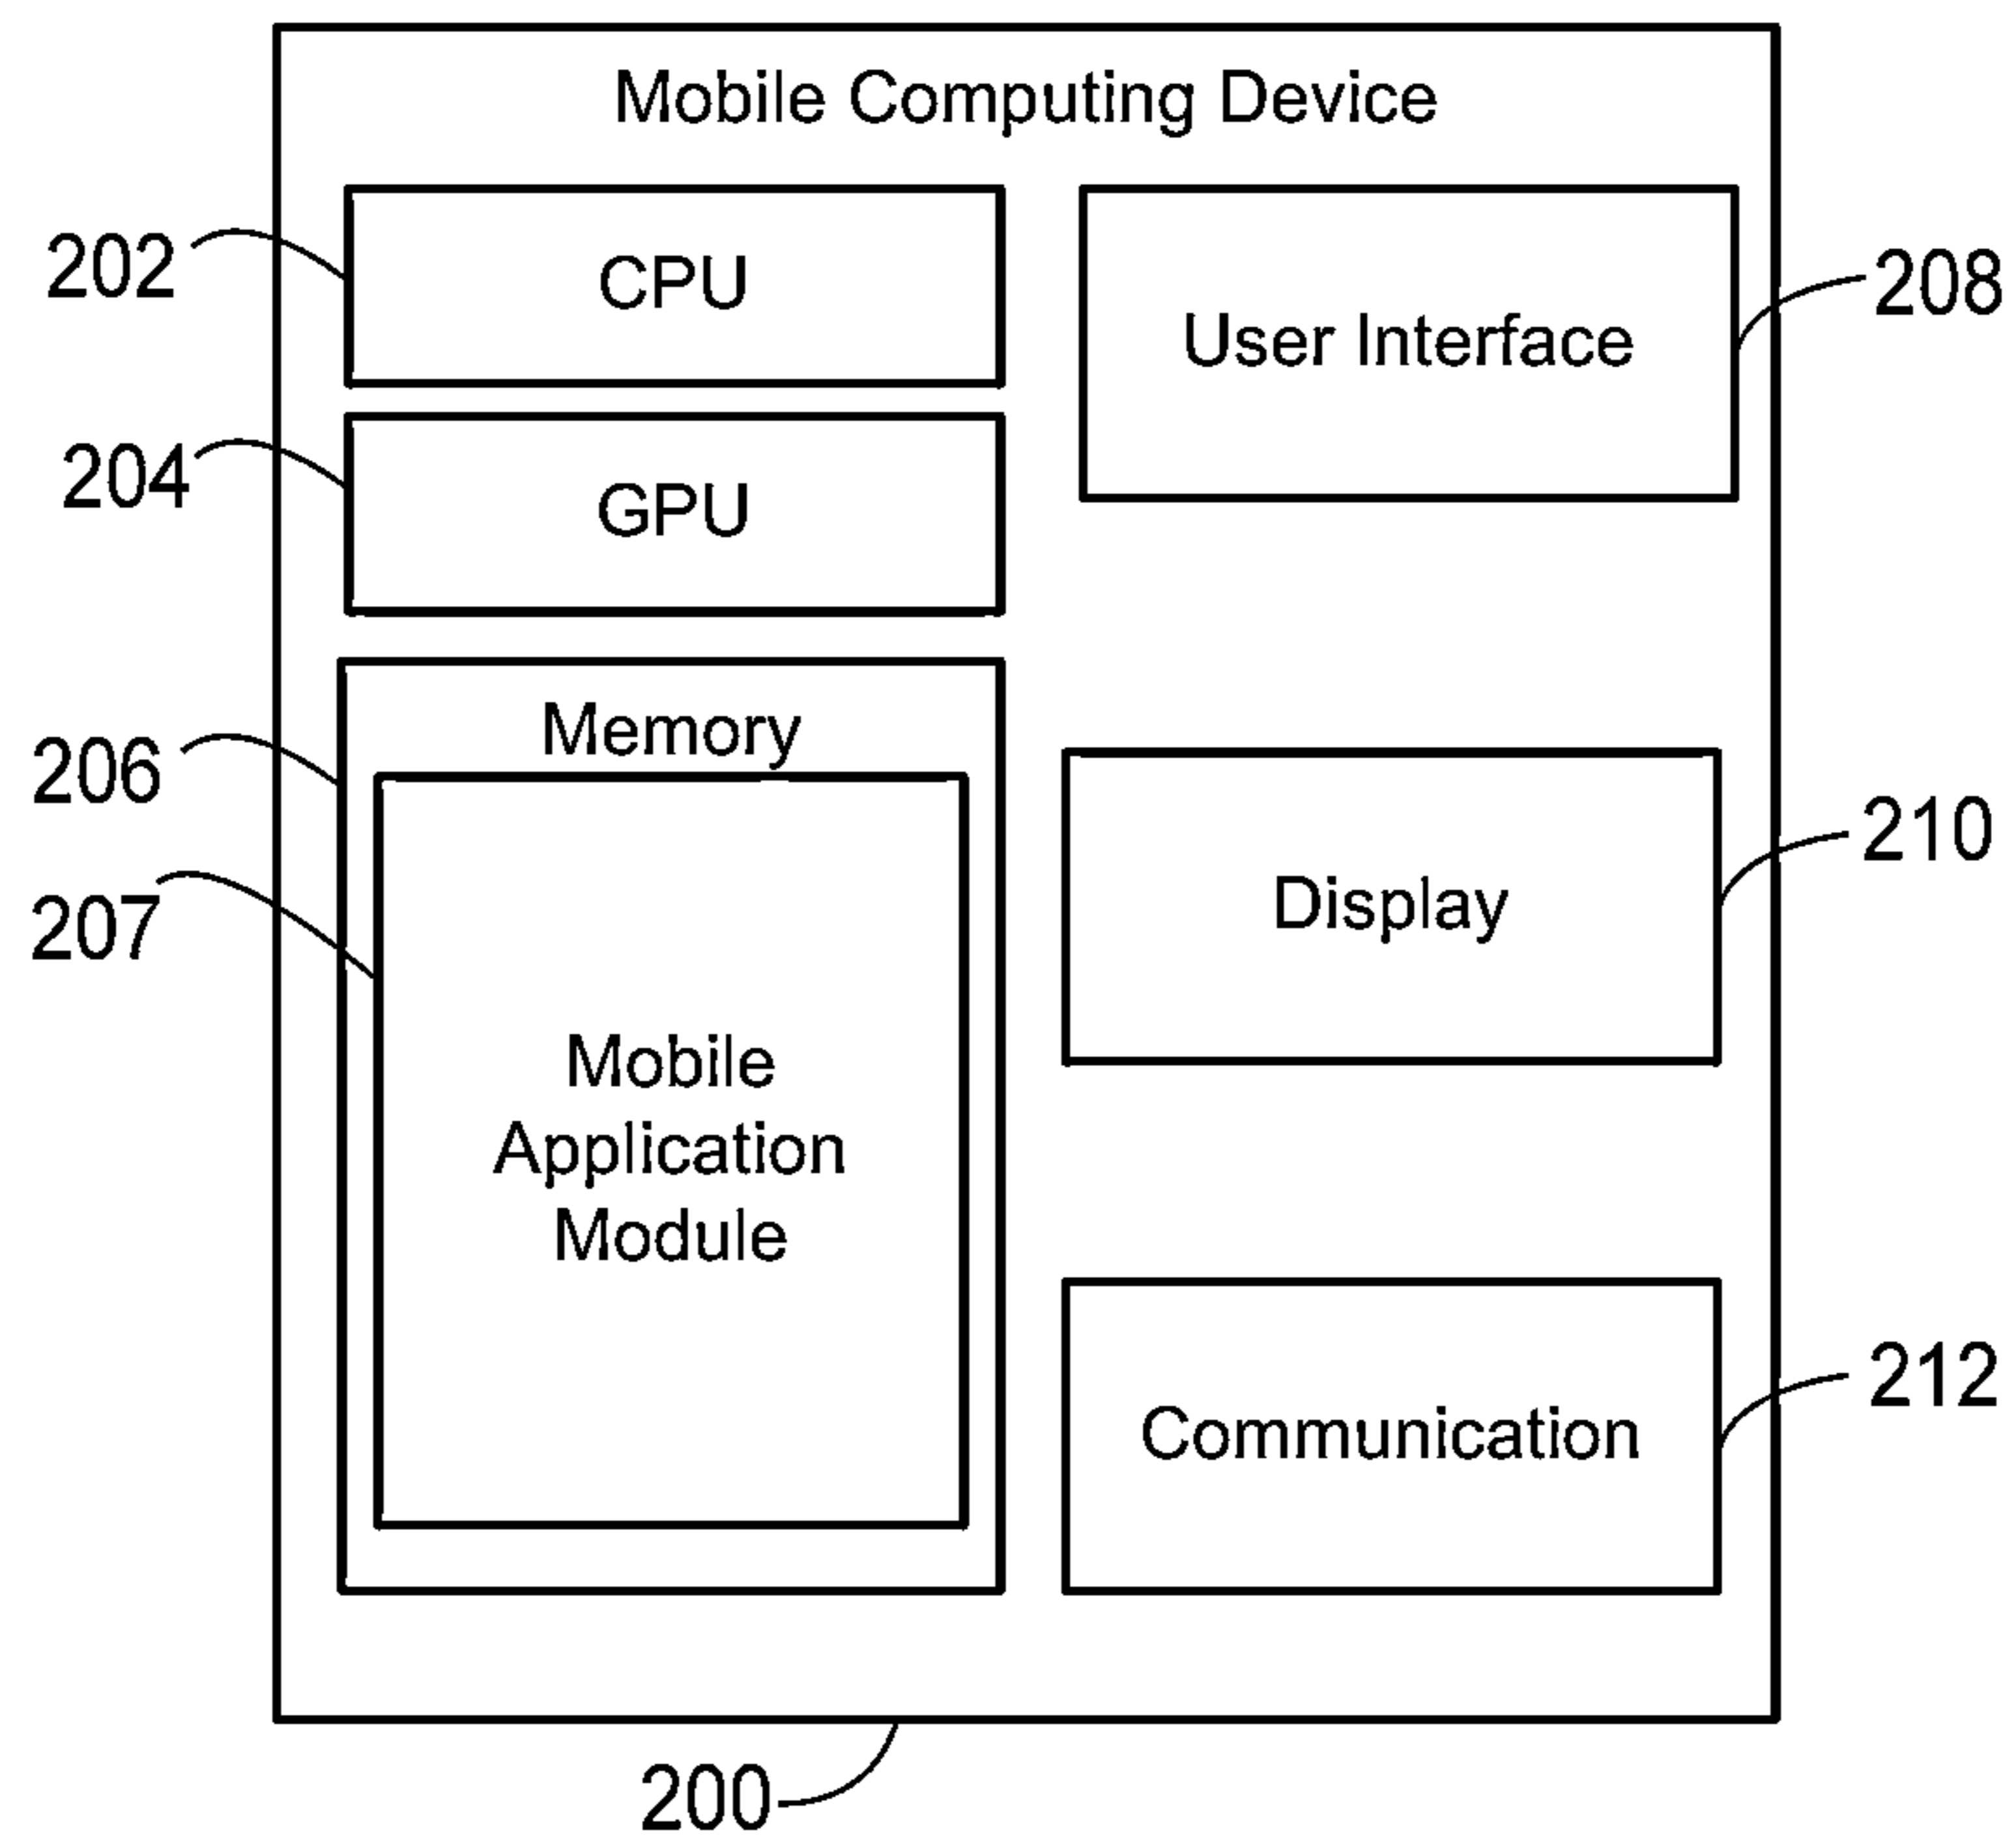 Mobile Computing Device
202
CPU
User Interface
208
204
GPU
206
Memory
207
Mobile
Application
Module
Display
210
Communication
212
200